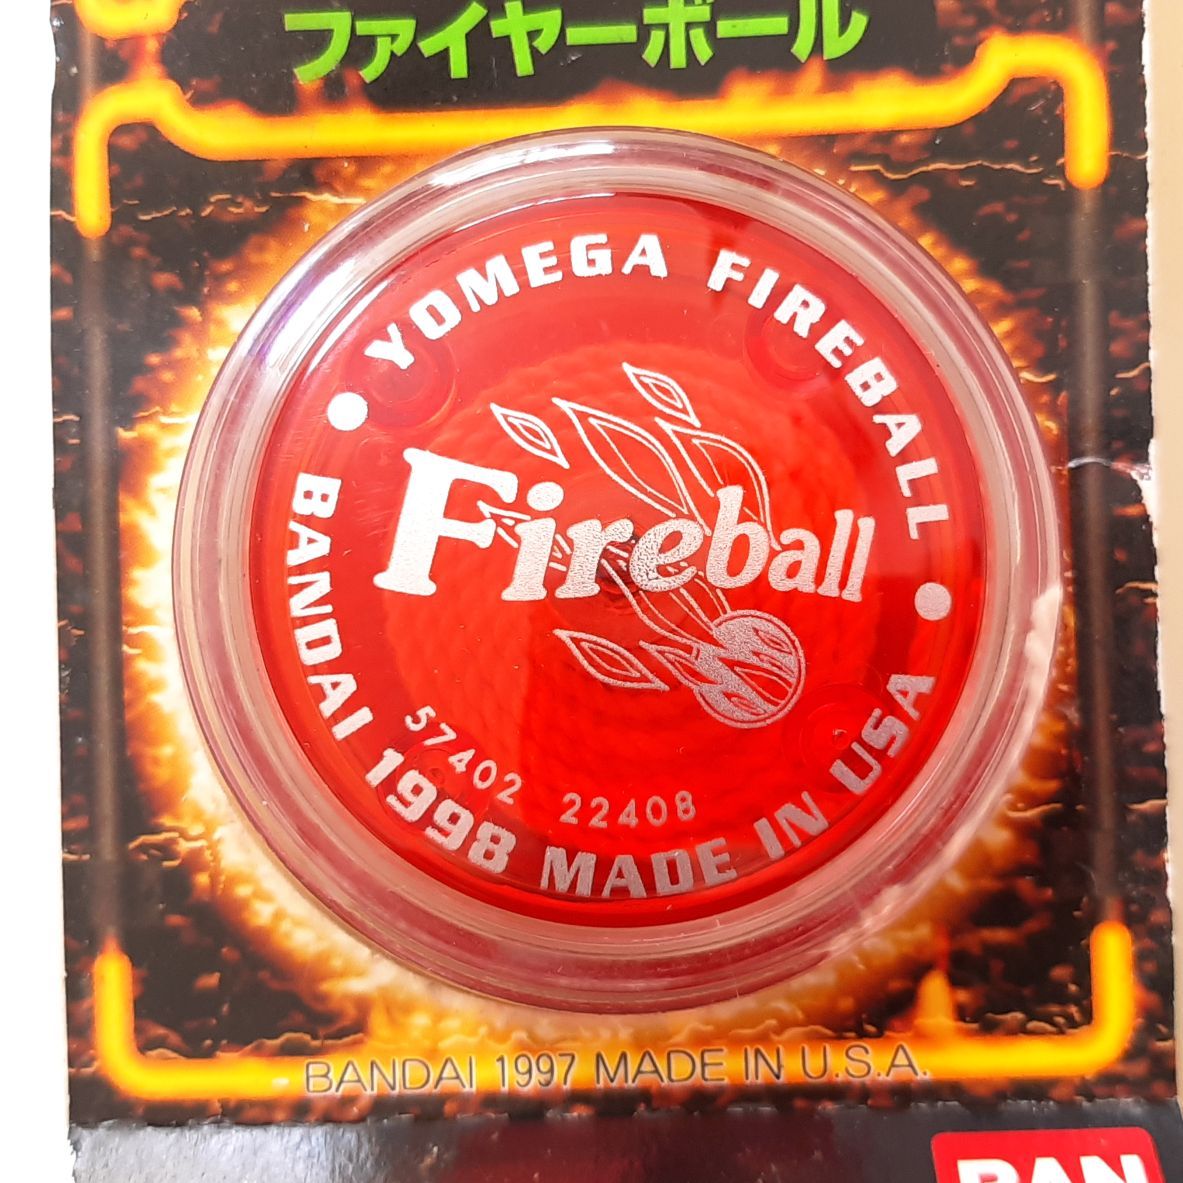 ファイヤーボール
YOMEGA FIREBALL
Fireball
57402 22408
BANDAI 1998 MADE IN USA
BANDAI 1997 MADE IN U.S.A.
BAN